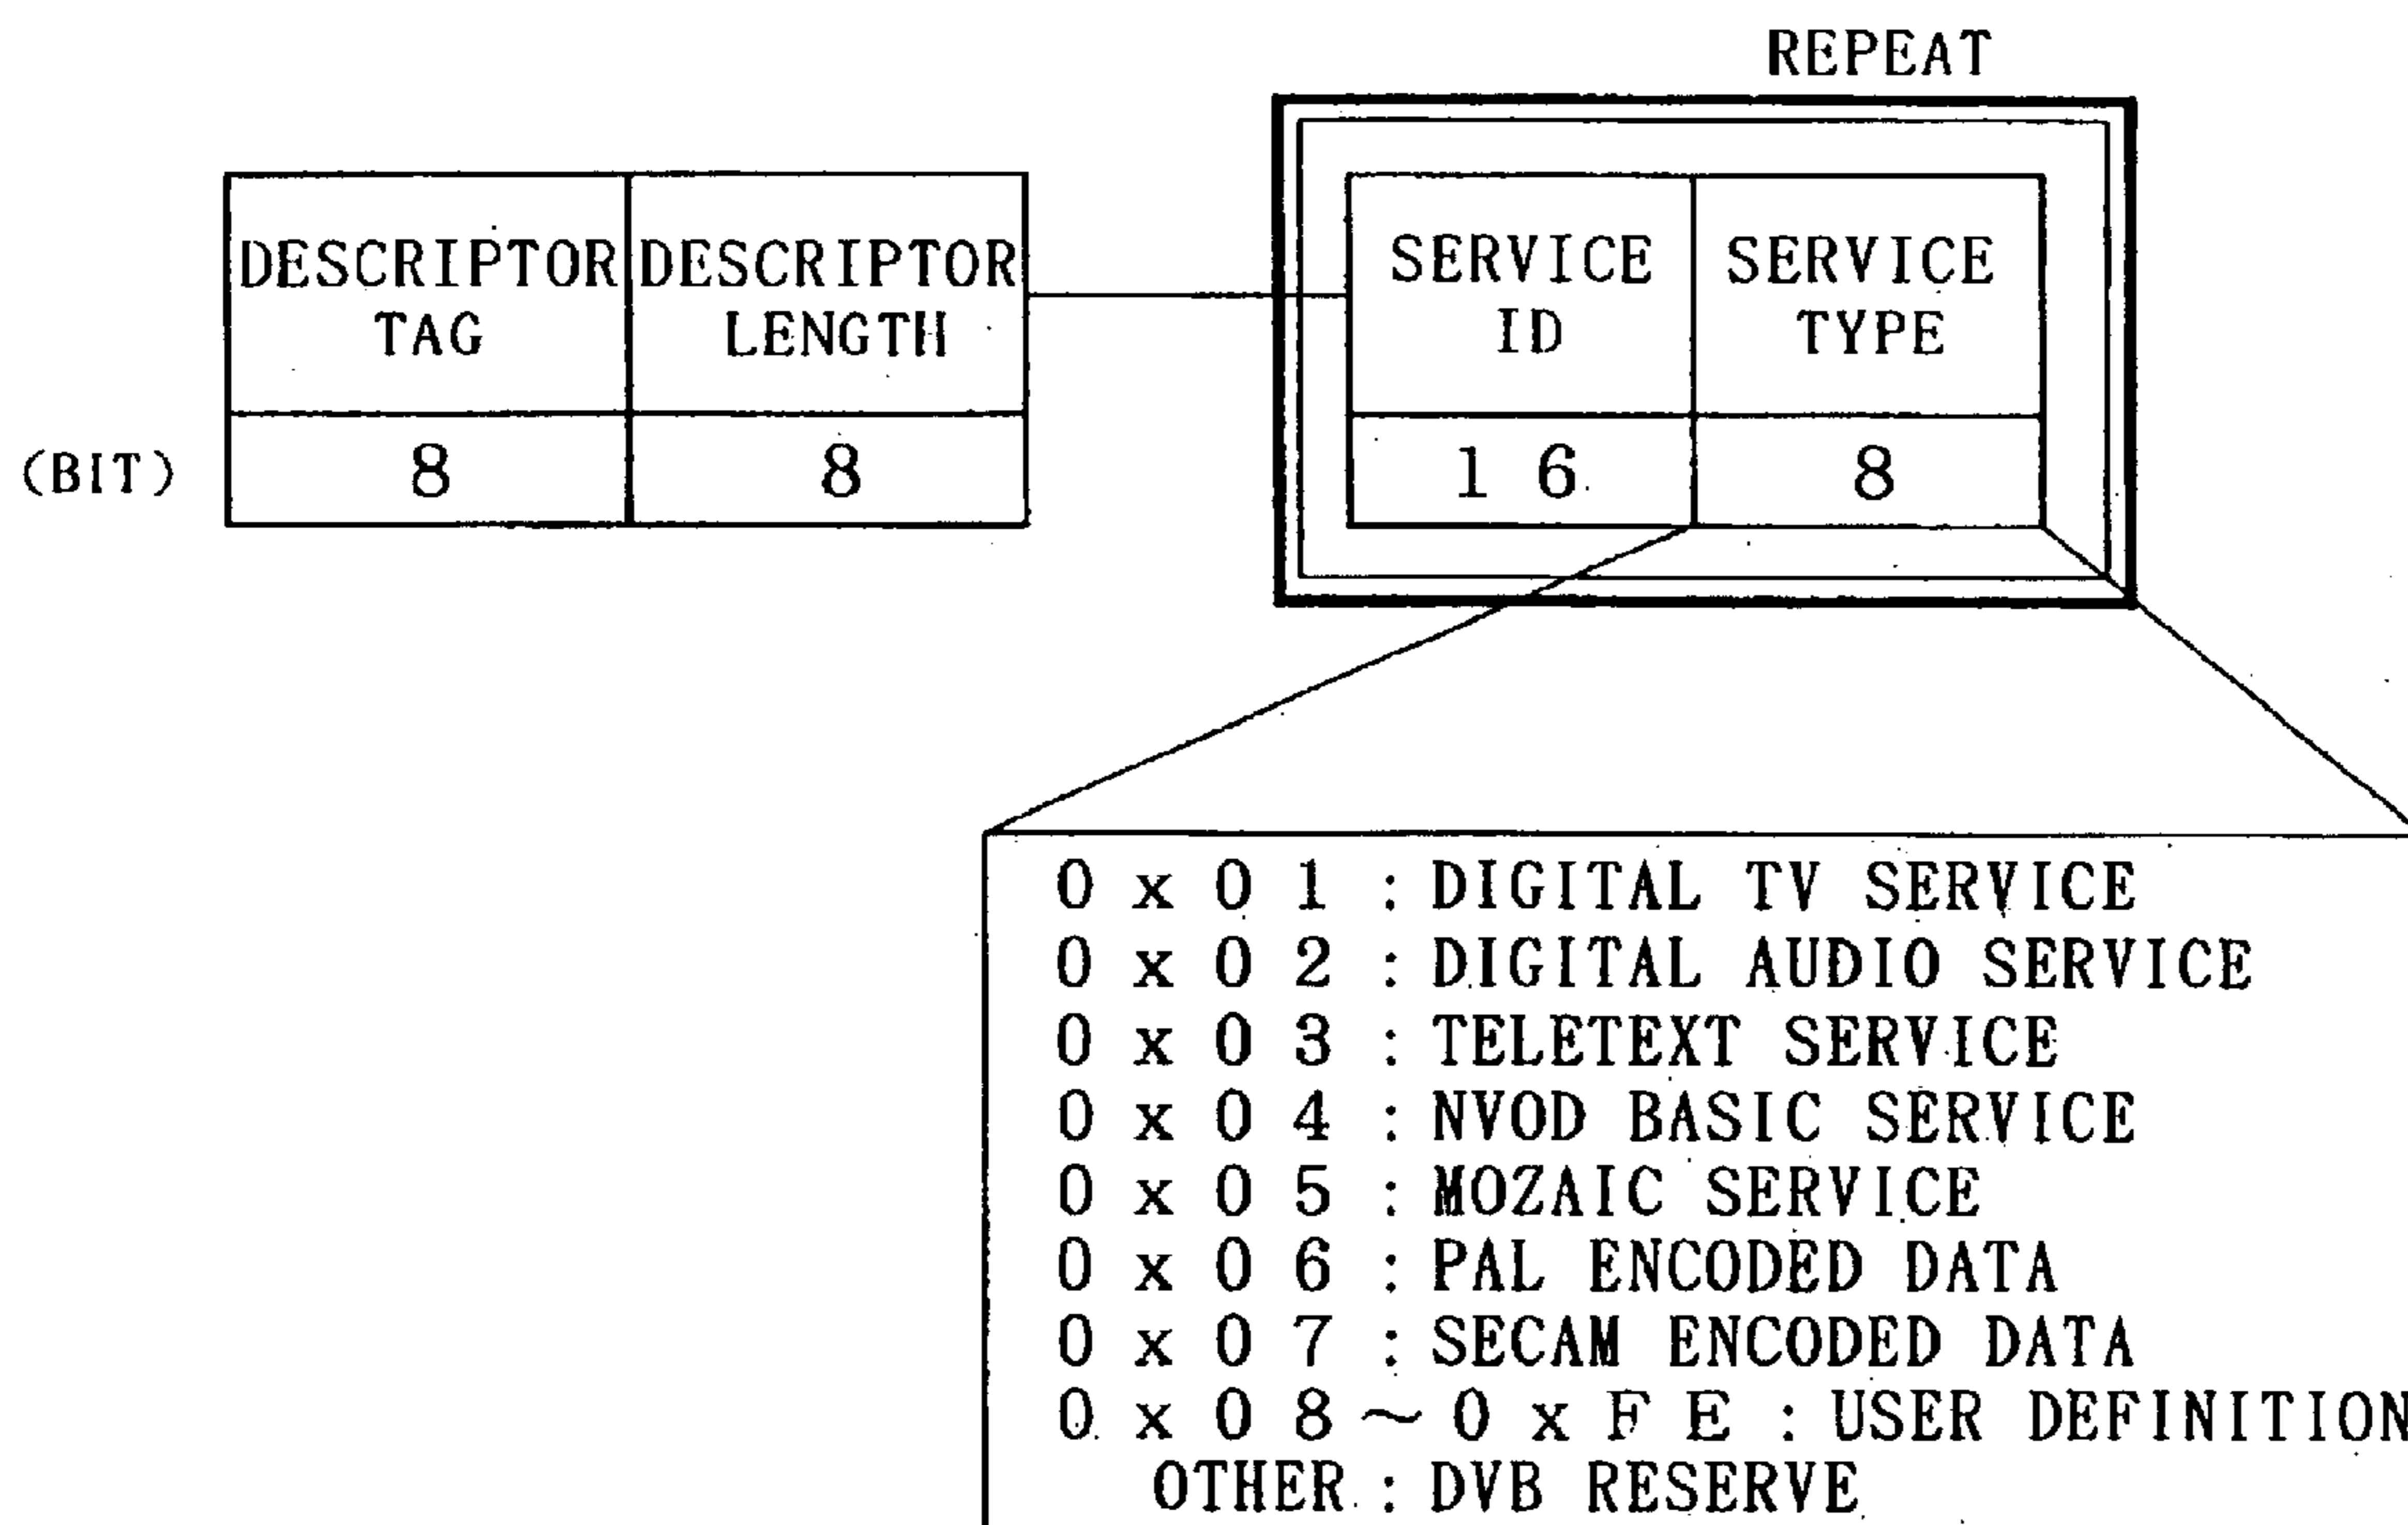 REPEAT
DESCRIPTOR TAG
DESCRIPTOR LENGTH
SERVICE ID
SERVICE TYPE
(BIT)
8
8
16
8
0x01 : DIGITAL TV SERVICE
0x02 : DIGITAL AUDIO SERVICE
0x03 : TELETEXT SERVICE
0x04 : NVOD BASIC SERVICE
0x05 : MOZAIC SERVICE
0x06 : PAL ENCODED DATA
0x07 : SECAM ENCODED DATA
0x08~0xFE : USER DEFINITION
OTHER : DVB RESERVE